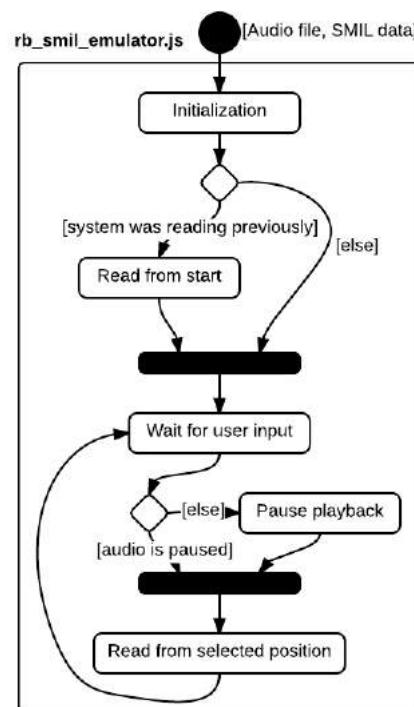 rb_smil_emulator.js
[Audio file, SMIL data]
Initialization
[system was reading previously]
[else]
Read from start
Wait for user input
[else]
Pause playback
[audio is paused]
Read from selected position